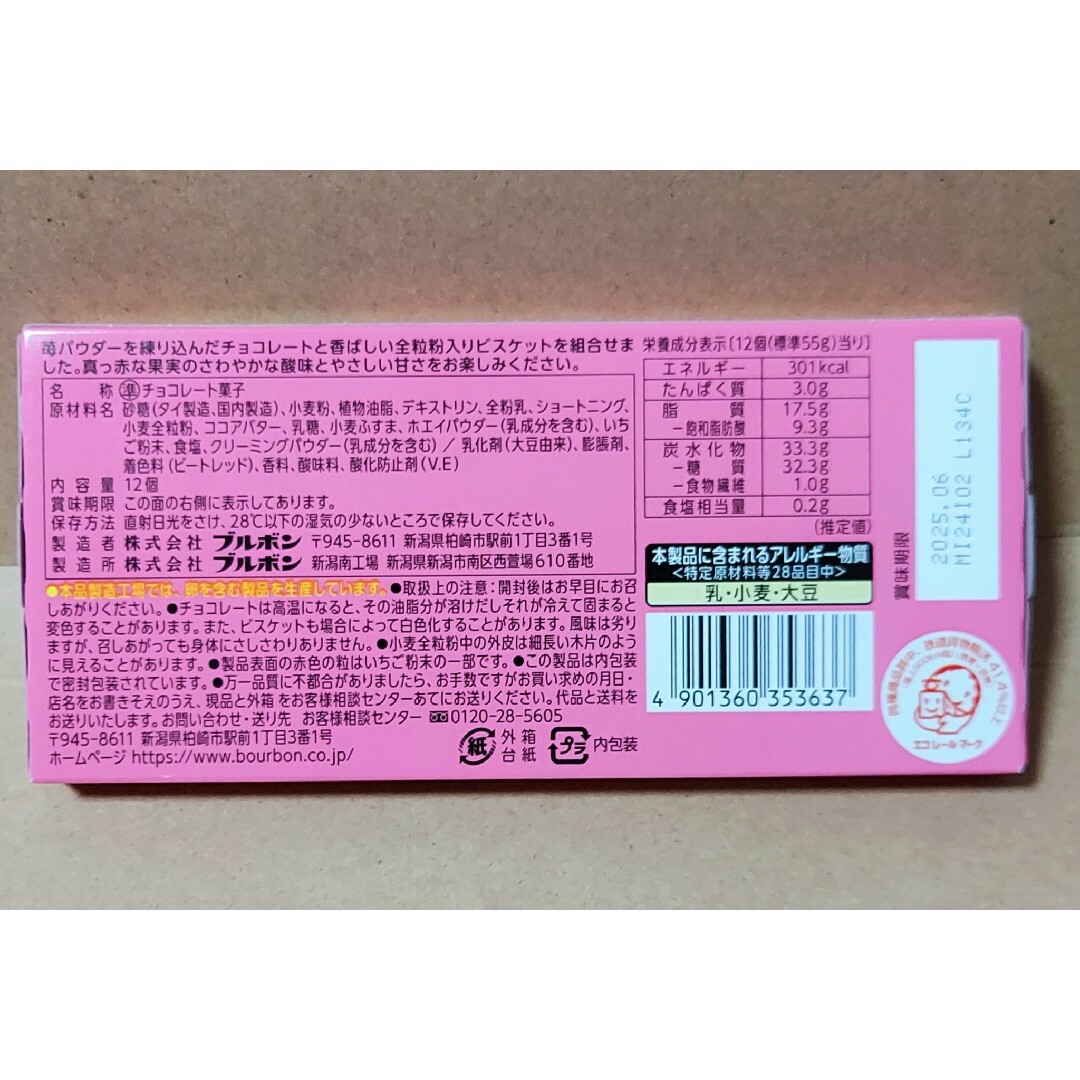 苺パウダーを練り込んだチョコレートと香ばしい全粒粉入りビスケットを組合せま
した。真っ赤な果実のさわやかな酸味とやさしい甘さをお楽しみください。
名　称　準チョコレート菓子
原材料名　砂糖(タイ製造、国内製造)、小麦粉、植物油脂、デキストリン、全粉乳、ショートニング、
小麦全粒粉、ココアバター、乳糖、小麦ふすま、ホエイパウダー(乳成分を含む)、いち
ご粉末、食塩、クリーミングパウダー(乳成分を含む) / 乳化剤(大豆由来)、膨脹剤、
着色料(ビートレッド)、香料、酸味料、酸化防止剤(V.E)
内容量　12個
賞味期限　この面の右側に表示してあります。
保存方法　直射日光をさけ、28℃以下の湿気の少ないところで保存してください。
製造者　株式会社 ブルボン 〒945-8611 新潟県柏崎市駅前1丁目3番1号
製造所　株式会社 ブルボン 新潟南工場 新潟県新潟市南区西萱場610番地
●本品製造工場では、卵を含む製品を生産しています。●取扱上の注意:開封後はお早目にお召
しあがりください。●チョコレートは高温になると、その油脂分が溶けだしそれが冷えて固まると
変色することがあります。また、ビスケットも場合によって白色化することがあります。風味は劣り
ますが、召しあがっても身体にさしさわりありません。●小麦全粒粉中の外皮は細長い木片のよう
に見えることがあります。●製品表面の赤色の粒はいちご粉末の一部です。●この製品は内包装
で密封包装されています。●万一品質に不都合がありましたら、お手数ですがお買い求めの月日・
店名をお書きそえのうえ、現品と外箱をお客様相談センターあてにお送りください。代品と送料を
お送りいたします。お問い合わせ・送り先 お客様相談センター 0120-28-5605
〒945-8611 新潟県柏崎市駅前1丁目3番1号
ホームページ https://www.bourbon.co.jp/
紙 外箱 台紙
プラ 内包装
栄養成分表示[12個(標準55g)当り]
エネルギー 301kcal
たんぱく質 3.0g
脂質 17.5g
－飽和脂肪酸 9.3g
炭水化物 33.3g
－糖質 32.3g
－食物繊維 1.0g
食塩相当量 0.2g
(推定値)
本製品に含まれるアレルギー物質
<特定原材料等28品目中>
乳・小麦・大豆
4 901360 353637
賞味期限
2025.06
MI24I02 L134C
エコレールマーク